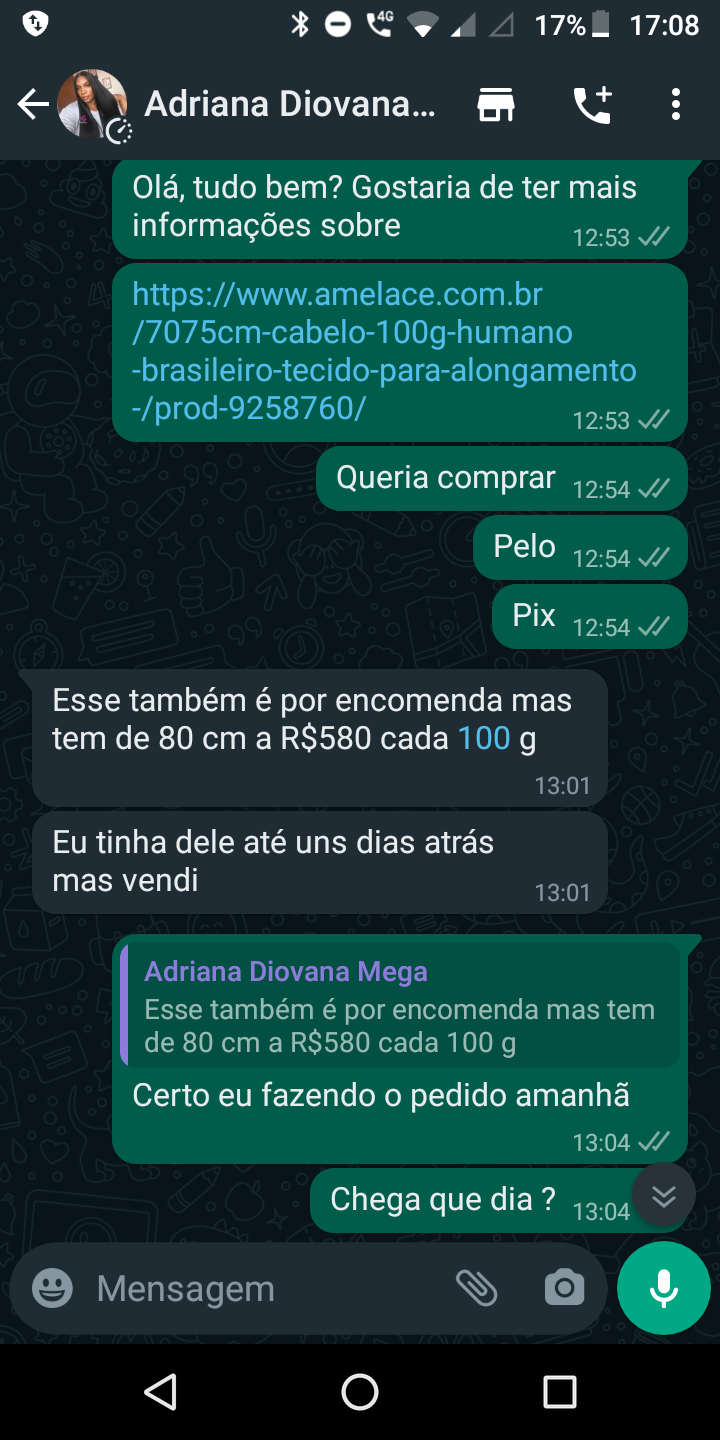 4G
17% 17:08
Adriana Diovana...
Olá, tudo bem? Gostaria de ter mais
informações sobre
12:53
https://www.amelace.com.br
/7075cm-cabelo-100g-humano
-brasileiro-tecido-para-alongamento
-/prod-9258760/
12:53
Queria comprar 12:54
Pelo 12:54
Pix 12:54
Esse também é por encomenda mas
tem de 80 cm a R$580 cada 100 g
13:01
Eu tinha dele até uns dias atrás
mas vendi
13:01
Adriana Diovana Mega
Esse também é por encomenda mas tem
de 80 cm a R$580 cada 100 g
Certo eu fazendo o pedido amanhã
13:04
Chega que dia ? 13:04
Mensagem